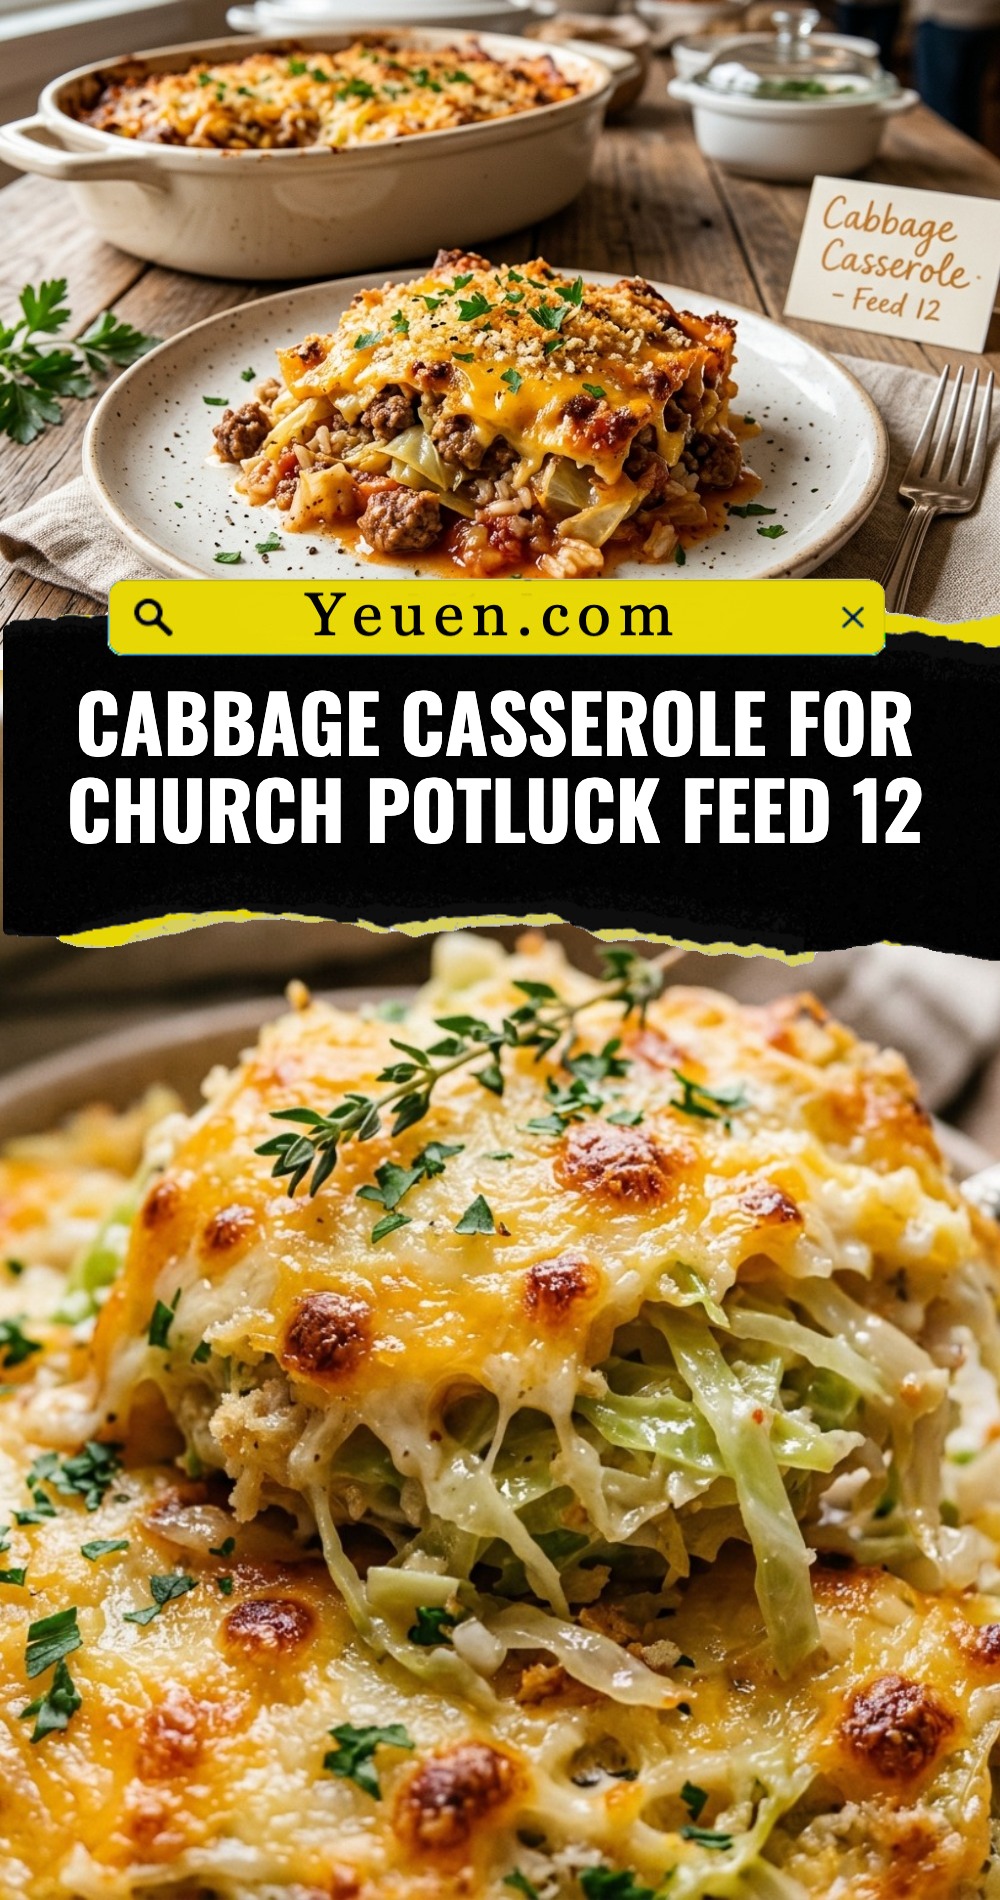 Cabbage
Casserole
- Feed 12
Yeuen.com
CABBAGE CASSEROLE FOR
CHURCH POTLUCK FEED 12